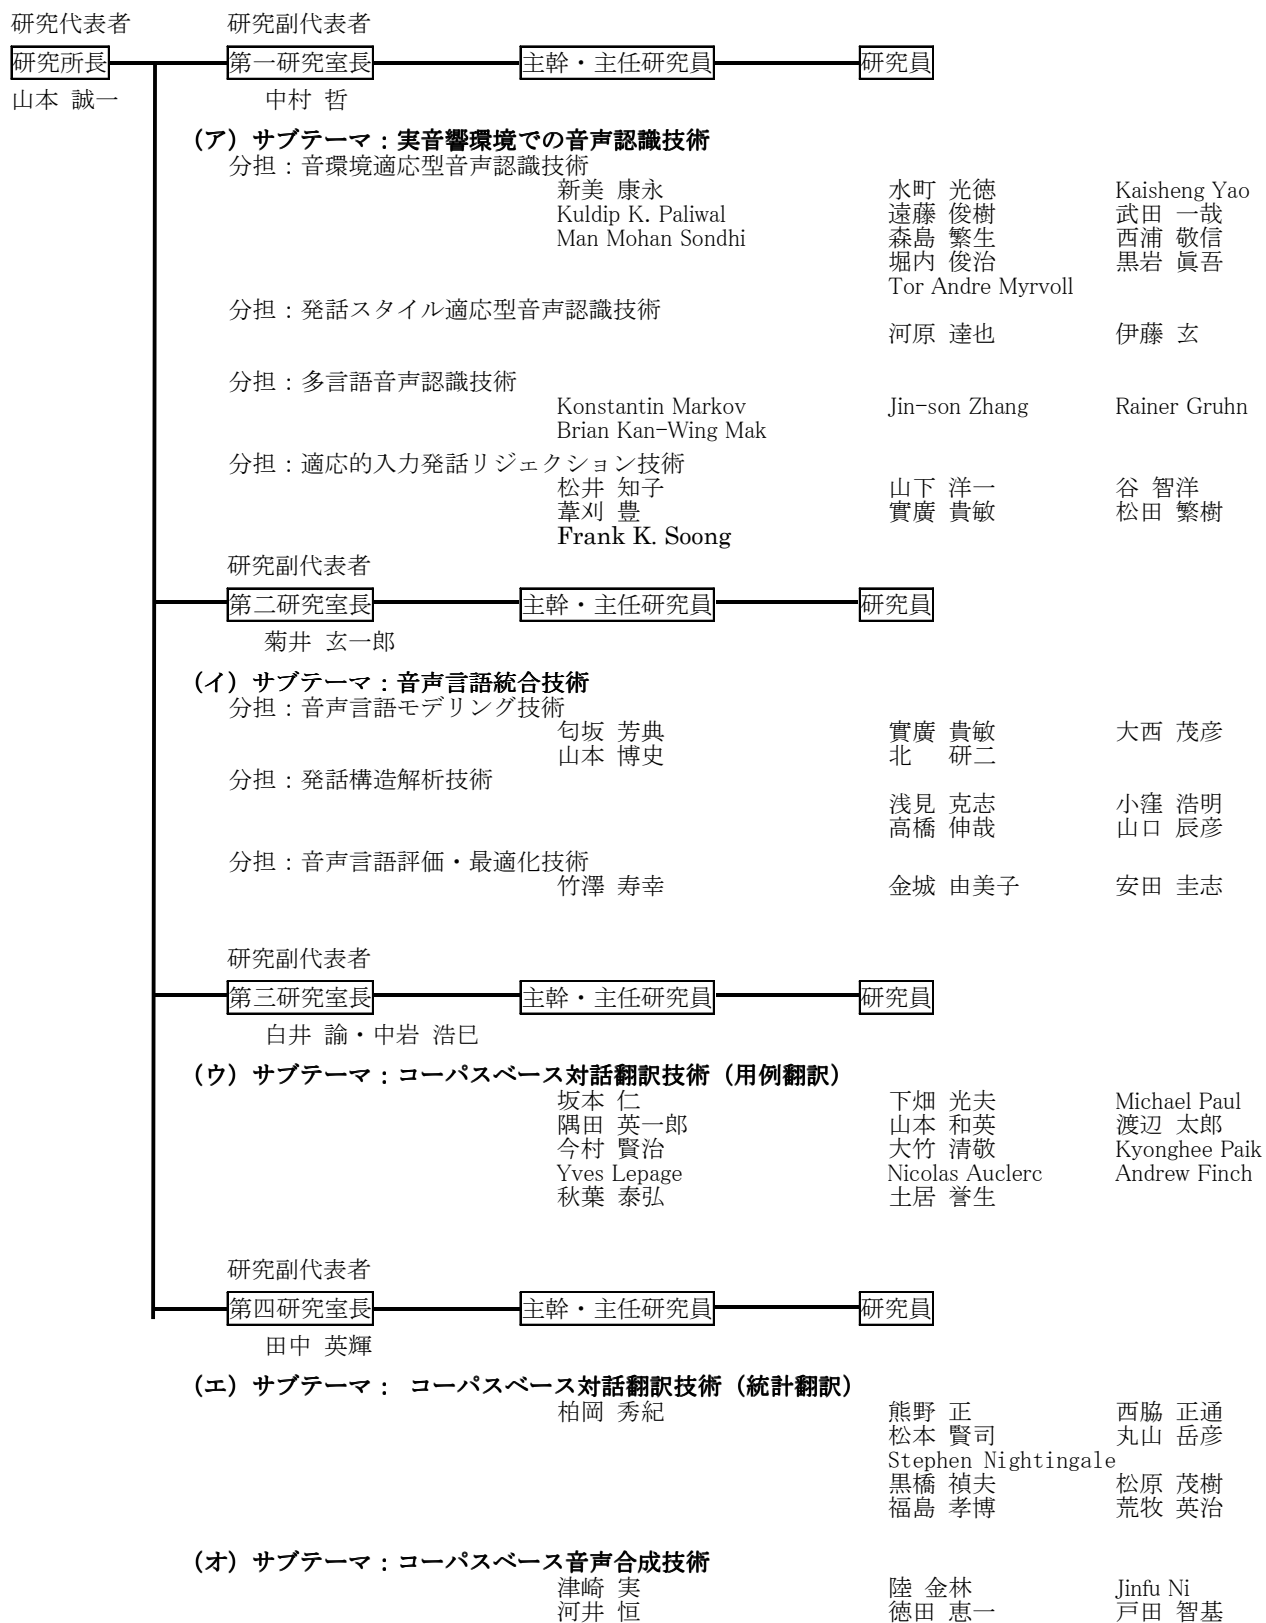 研究代表者 研究副代表者
研究所長 第一研究室長 主幹・主任研究員 研究員
山本 誠一 中村 哲
(ア) サブテーマ：実音響環境での音声認識技術
分担：音環境適応型音声認識技術
新美 康永 水町 光徳 Kaisheng Yao
Kuldip K. Paliwal 遠藤 俊樹 武田 一哉
Man Mohan Sondhi 森島 繁生 西浦 敬信
堀内 俊治 黒岩 眞吾
Tor Andre Myrvoll
分担：発話スタイル適応型音声認識技術
河原 達也 伊藤 玄
分担：多言語音声認識技術
Konstantin Markov Jin-son Zhang Rainer Gruhn
Brian Kan-Wing Mak
分担：適応的入力発話リジェクション技術
松井 知子 山下 洋一 谷 智洋
葦刈 豊 實廣 貴敏 松田 繁樹
Frank K. Soong
研究副代表者
第二研究室長 主幹・主任研究員 研究員
菊井 玄一郎
(イ) サブテーマ：音声言語統合技術
分担：音声言語モデリング技術
匂坂 芳典 實廣 貴敏 大西 茂彦
山本 博史 北 研二
分担：発話構造解析技術
浅見 克志 小窪 浩明
高橋 伸哉 山口 辰彦
分担：音声言語評価・最適化技術
竹澤 寿幸 金城 由美子 安田 圭志
研究副代表者
第三研究室長 主幹・主任研究員 研究員
白井 諭・中岩 浩巳
(ウ) サブテーマ：コーパスベース対話翻訳技術（用例翻訳）
坂本 仁 下畑 光夫 Michael Paul
隅田 英一郎 山本 和英 渡辺 太郎
今村 賢治 大竹 清敬 Kyonghee Paik
Yves Lepage Nicolas Auclerc Andrew Finch
秋葉 泰弘 土居 誉生
研究副代表者
第四研究室長 主幹・主任研究員 研究員
田中 英輝
(エ) サブテーマ： コーパスベース対話翻訳技術（統計翻訳）
柏岡 秀紀 熊野 正 西脇 正通
松本 賢司 丸山 岳彦
Stephen Nightingale
黒橋 禎夫 松原 茂樹
福島 孝博 荒牧 英治
(オ) サブテーマ：コーパスベース音声合成技術
津崎 実 陸 金林 Jinfu Ni
河井 恒 徳田 恵一 戸田 智基